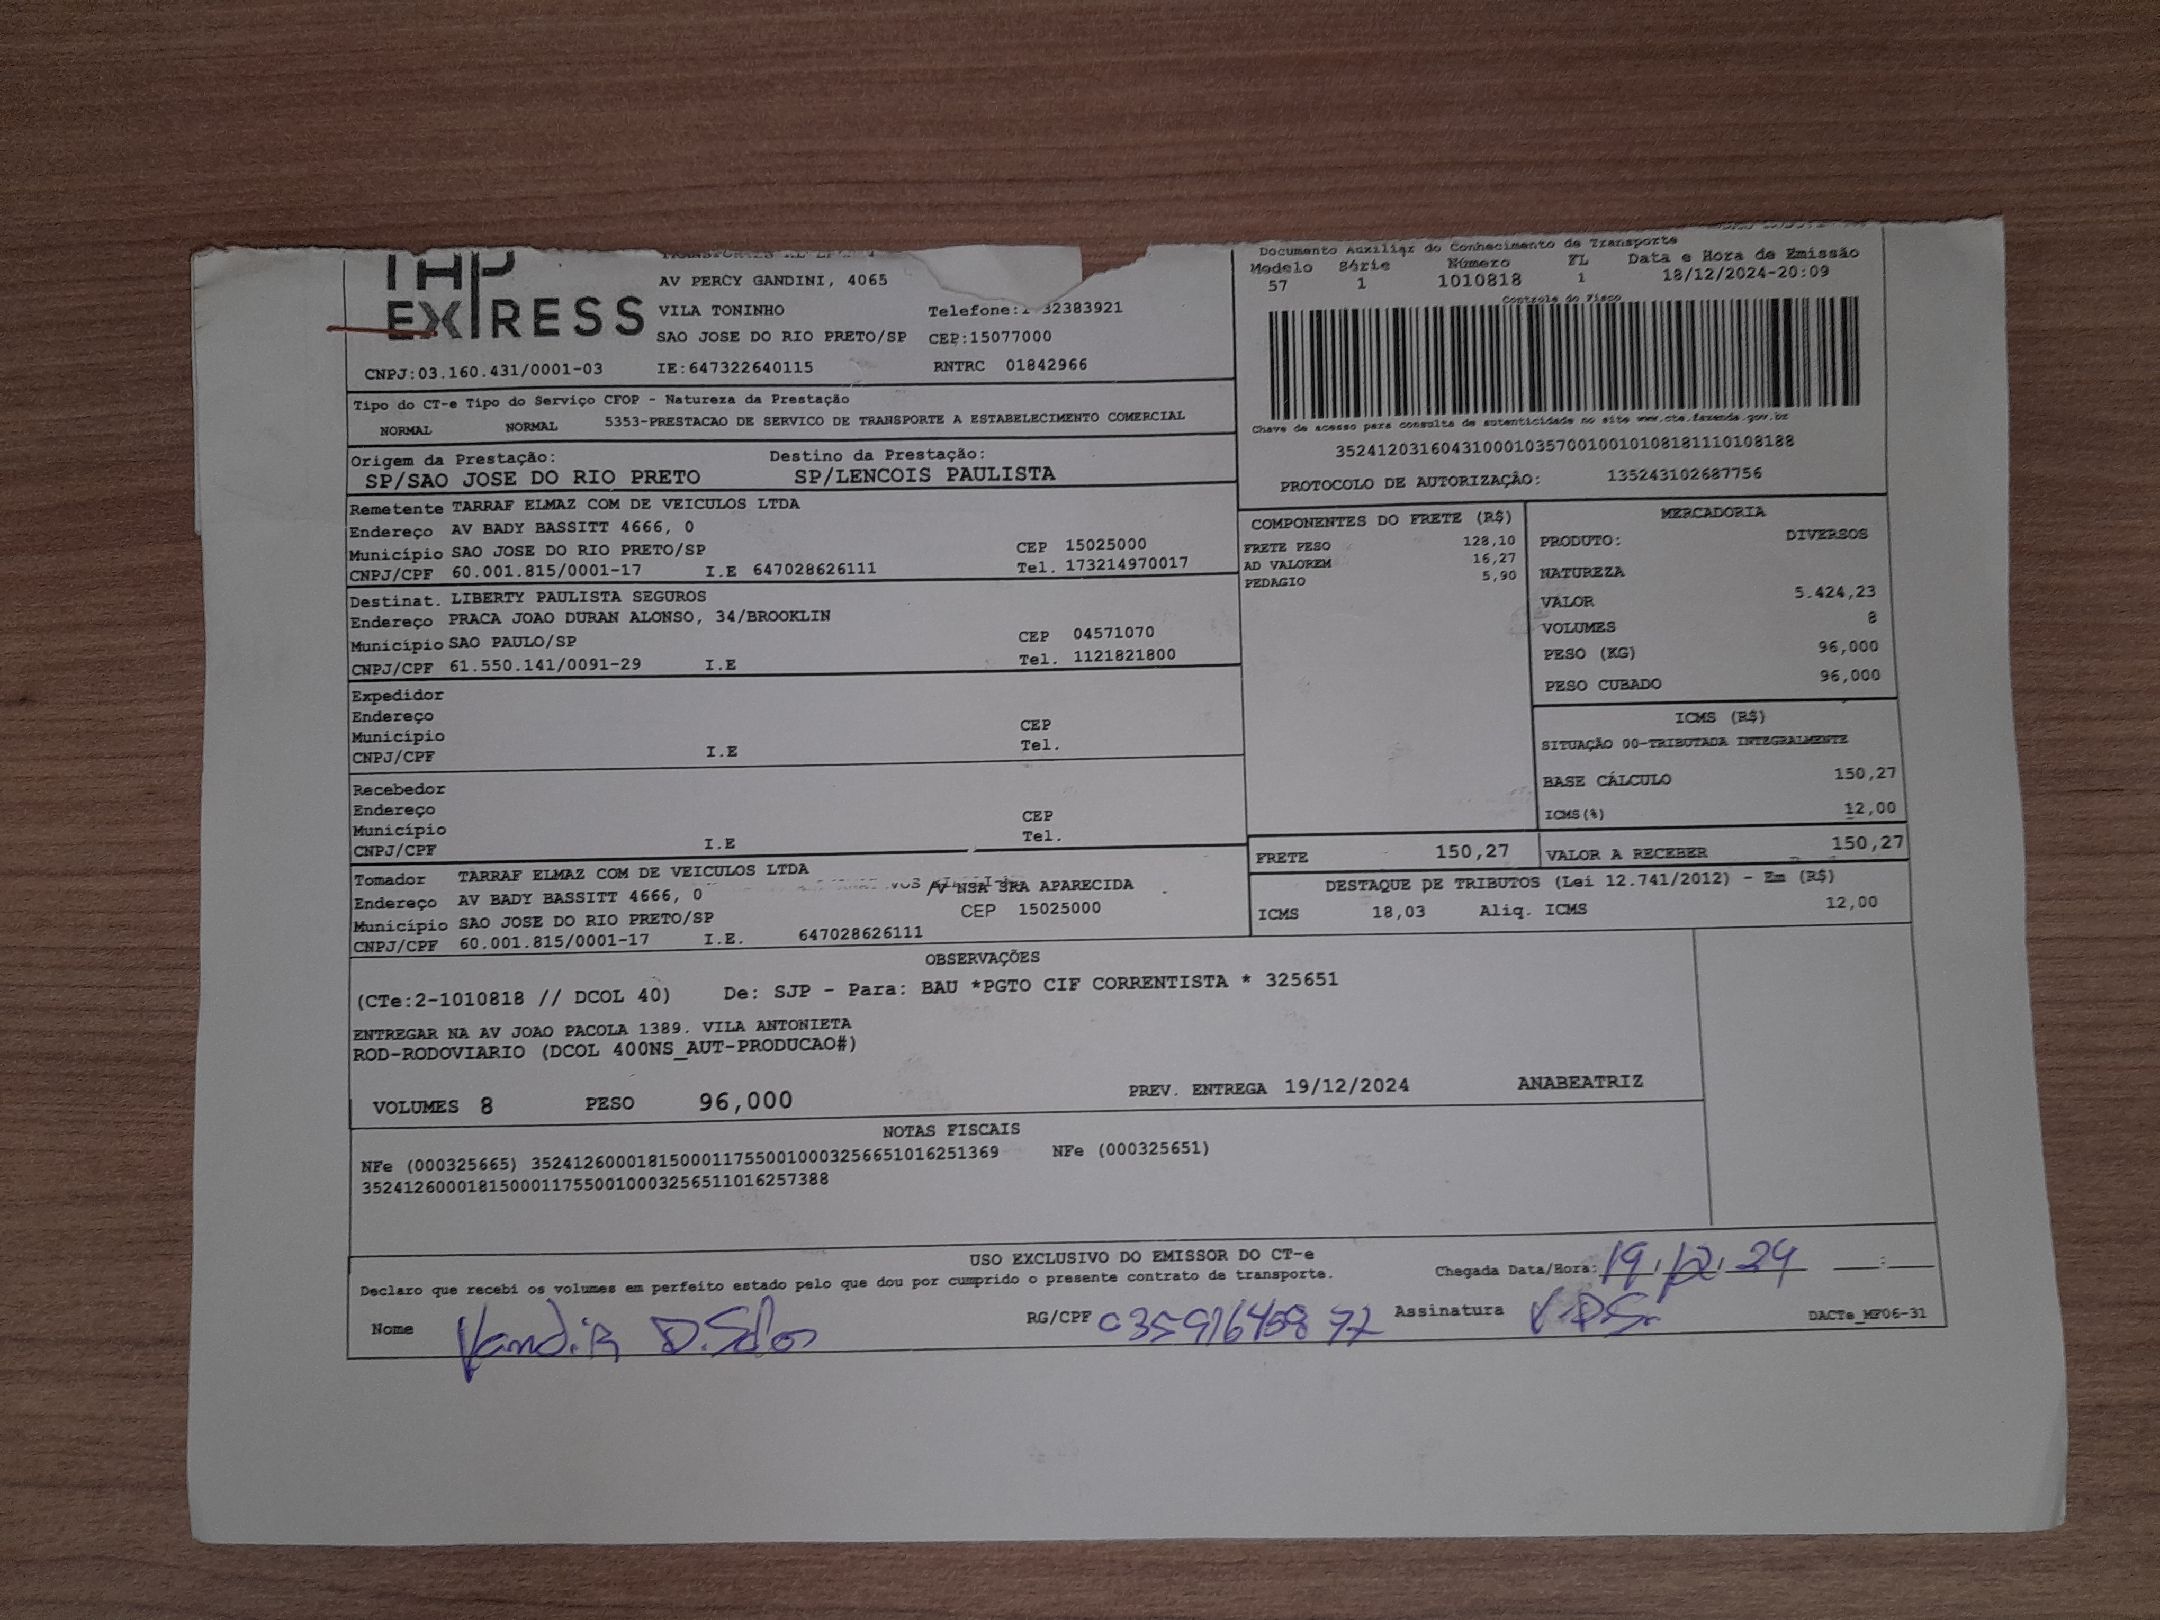 EXPRESS
AV PERCY GANDINI, 4065
VILA TONINHO Telefone: 32383921
SAO JOSE DO RIO PRETO/SP CEP:15077000
CNPJ:03.160.431/0001-03 IE:647322640115 RNTRC 01842966
Documento Auxiliar do Conhecimento de Transporte
Modelo Série Número FL Data e Hora de Emissão
57 1 1010818 1 18/12/2024-20:09
Controle do Fisco
Chave de acesso para consulta de autenticidade no site www.cte.fazenda.gov.br
35241203160431000103570010010108181110108188
PROTOCOLO DE AUTORIZAÇÃO: 135243102687756
Tipo do CT-e Tipo do Serviço CFOP - Natureza da Prestação
NORMAL NORMAL 5353-PRESTACAO DE SERVICO DE TRANSPORTE A ESTABELECIMENTO COMERCIAL
Origem da Prestação: Destino da Prestação:
SP/SAO JOSE DO RIO PRETO SP/LENCOIS PAULISTA
Remetente TARRAF ELMAZ COM DE VEICULOS LTDA
Endereço AV BADY BASSITT 4666, 0
Município SAO JOSE DO RIO PRETO/SP CEP 15025000
CNPJ/CPF 60.001.815/0001-17 I.E 647028626111 Tel. 173214970017
Destinat. LIBERTY PAULISTA SEGUROS
Endereço PRACA JOAO DURAN ALONSO, 34/BROOKLIN
Município SAO PAULO/SP CEP 04571070
CNPJ/CPF 61.550.141/0091-29 I.E Tel. 1121821800
Expedidor
Endereço
Município CEP
CNPJ/CPF I.E Tel.
Recebedor
Endereço
Município CEP
CNPJ/CPF I.E Tel.
Tomador TARRAF ELMAZ COM DE VEICULOS LTDA
Endereço AV BADY BASSITT 4666, 0 AV NSA SRA APARECIDA
Município SAO JOSE DO RIO PRETO/SP CEP 15025000
CNPJ/CPF 60.001.815/0001-17 I.E. 647028626111
COMPONENTES DO FRETE (R$)
FRETE PESO 128,10
AD VALOREM 16,27
PEDAGIO 5,90
MERCADORIA
PRODUTO: DIVERSOS
NATUREZA
VALOR 5.424,23
VOLUMES 8
PESO (KG) 96,000
PESO CUBADO 96,000
ICMS (R$)
SITUAÇÃO 00-TRIBUTADA INTEGRALMENTE
BASE CÁLCULO 150,27
ICMS(%) 12,00
FRETE 150,27 VALOR A RECEBER 150,27
DESTAQUE DE TRIBUTOS (Lei 12.741/2012) - Em (R$)
ICMS 18,03 Aliq. ICMS 12,00
OBSERVAÇÕES
(CTe:2-1010818 // DCOL 40) De: SJP - Para: BAU *PGTO CIF CORRENTISTA * 325651
ENTREGAR NA AV JOAO PACOLA 1389. VILA ANTONIETA
ROD-RODOVIARIO (DCOL 400NS_AUT-PRODUCAO#)
VOLUMES 8 PESO 96,000 PREV. ENTREGA 19/12/2024 ANABEATRIZ
NOTAS FISCAIS
NFe (000325665) 35241260001815000117550010003256651016251369 NFe (000325651)
35241260001815000117550010003256511016257388
USO EXCLUSIVO DO EMISSOR DO CT-e
Declaro que recebi os volumes em perfeito estado pelo que dou por cumprido o presente contrato de transporte. Chegada Data/Hora: 19.12.24 :
Nome Vandir RG/CPF Assinatura DACTe_MF06-31